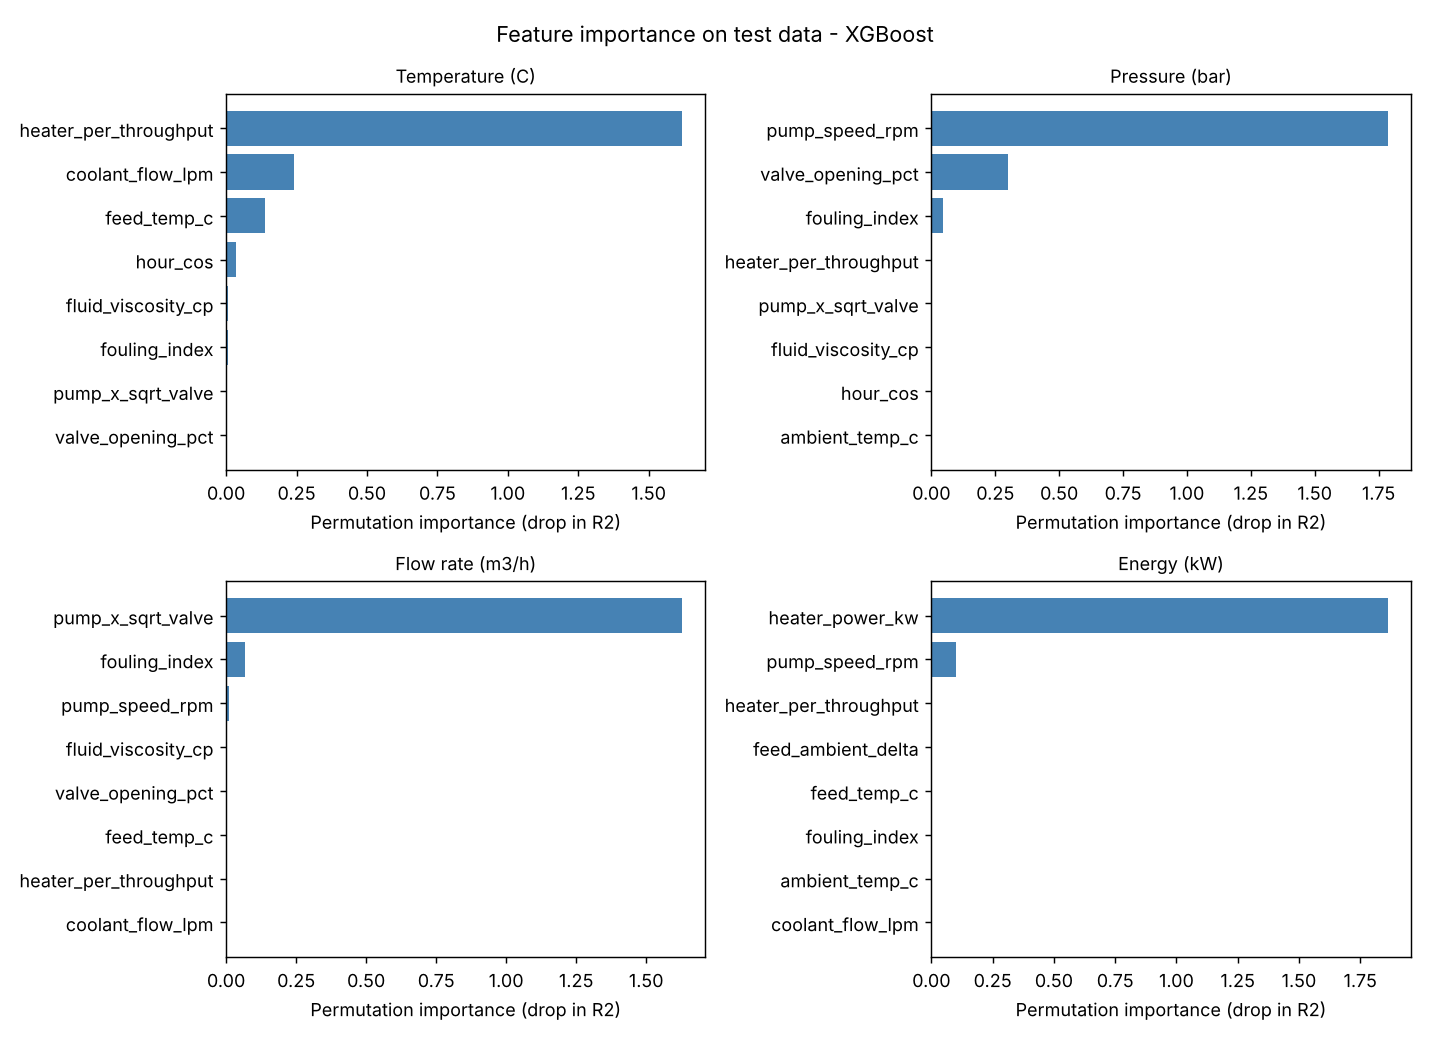 Feature importance on test data - XGBoost
Temperature (C)
heater_per_throughput
coolant_flow_lpm
feed_temp_c
hour_cos
fluid_viscosity_cp
fouling_index
pump_x_sqrt_valve
valve_opening_pct
0.00 0.25 0.50 0.75 1.00 1.25 1.50
Permutation importance (drop in R2)
Pressure (bar)
pump_speed_rpm
valve_opening_pct
fouling_index
heater_per_throughput
pump_x_sqrt_valve
fluid_viscosity_cp
hour_cos
ambient_temp_c
0.00 0.25 0.50 0.75 1.00 1.25 1.50 1.75
Permutation importance (drop in R2)
Flow rate (m3/h)
pump_x_sqrt_valve
fouling_index
pump_speed_rpm
fluid_viscosity_cp
valve_opening_pct
feed_temp_c
heater_per_throughput
coolant_flow_lpm
0.00 0.25 0.50 0.75 1.00 1.25 1.50
Permutation importance (drop in R2)
Energy (kW)
heater_power_kw
pump_speed_rpm
heater_per_throughput
feed_ambient_delta
feed_temp_c
fouling_index
ambient_temp_c
coolant_flow_lpm
0.00 0.25 0.50 0.75 1.00 1.25 1.50 1.75
Permutation importance (drop in R2)